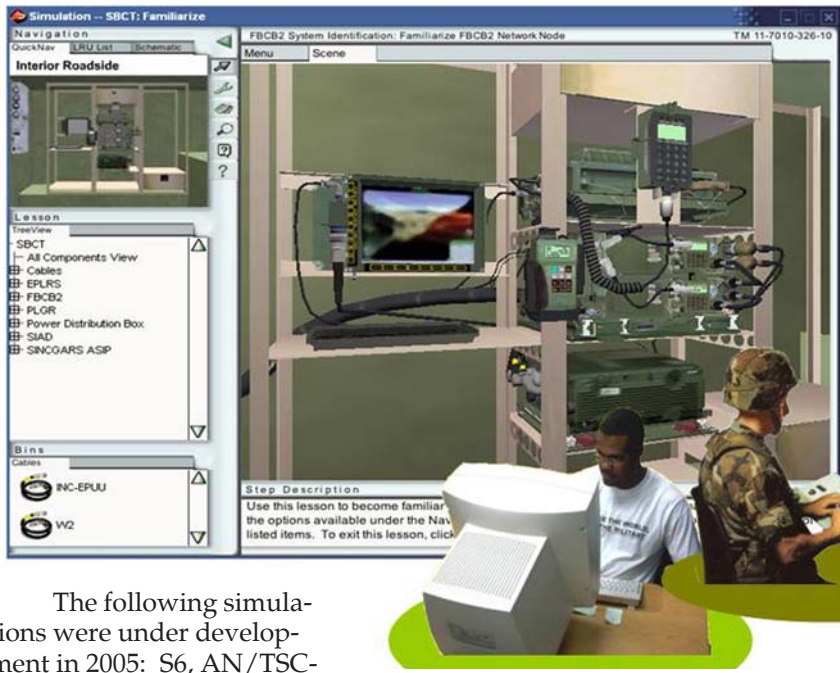 Simulation -- SBCT: Familiarize
Navigation
QuickNav LRU List Schematic
Interior Roadside
FBCB2 System Identification: Familiarize FBCB2 Network Node
TM 11-7010-326-10
Menu Scene
Lesson
TreeView
SBCT
All Components View
Cables
EPLRS
FBCB2
PLGR
Power Distribution Box
SIAD
SINCGARS ASIP
Bins
Cables
INC-EPUU
W2
Step Description
Use this lesson to become familiar
the options available under the Nav
listed items. To exit this lesson, click
THE WORLD,
THE MILITARY
The following simula-
tions were under develop-
ment in 2005: S6, AN/TSC-